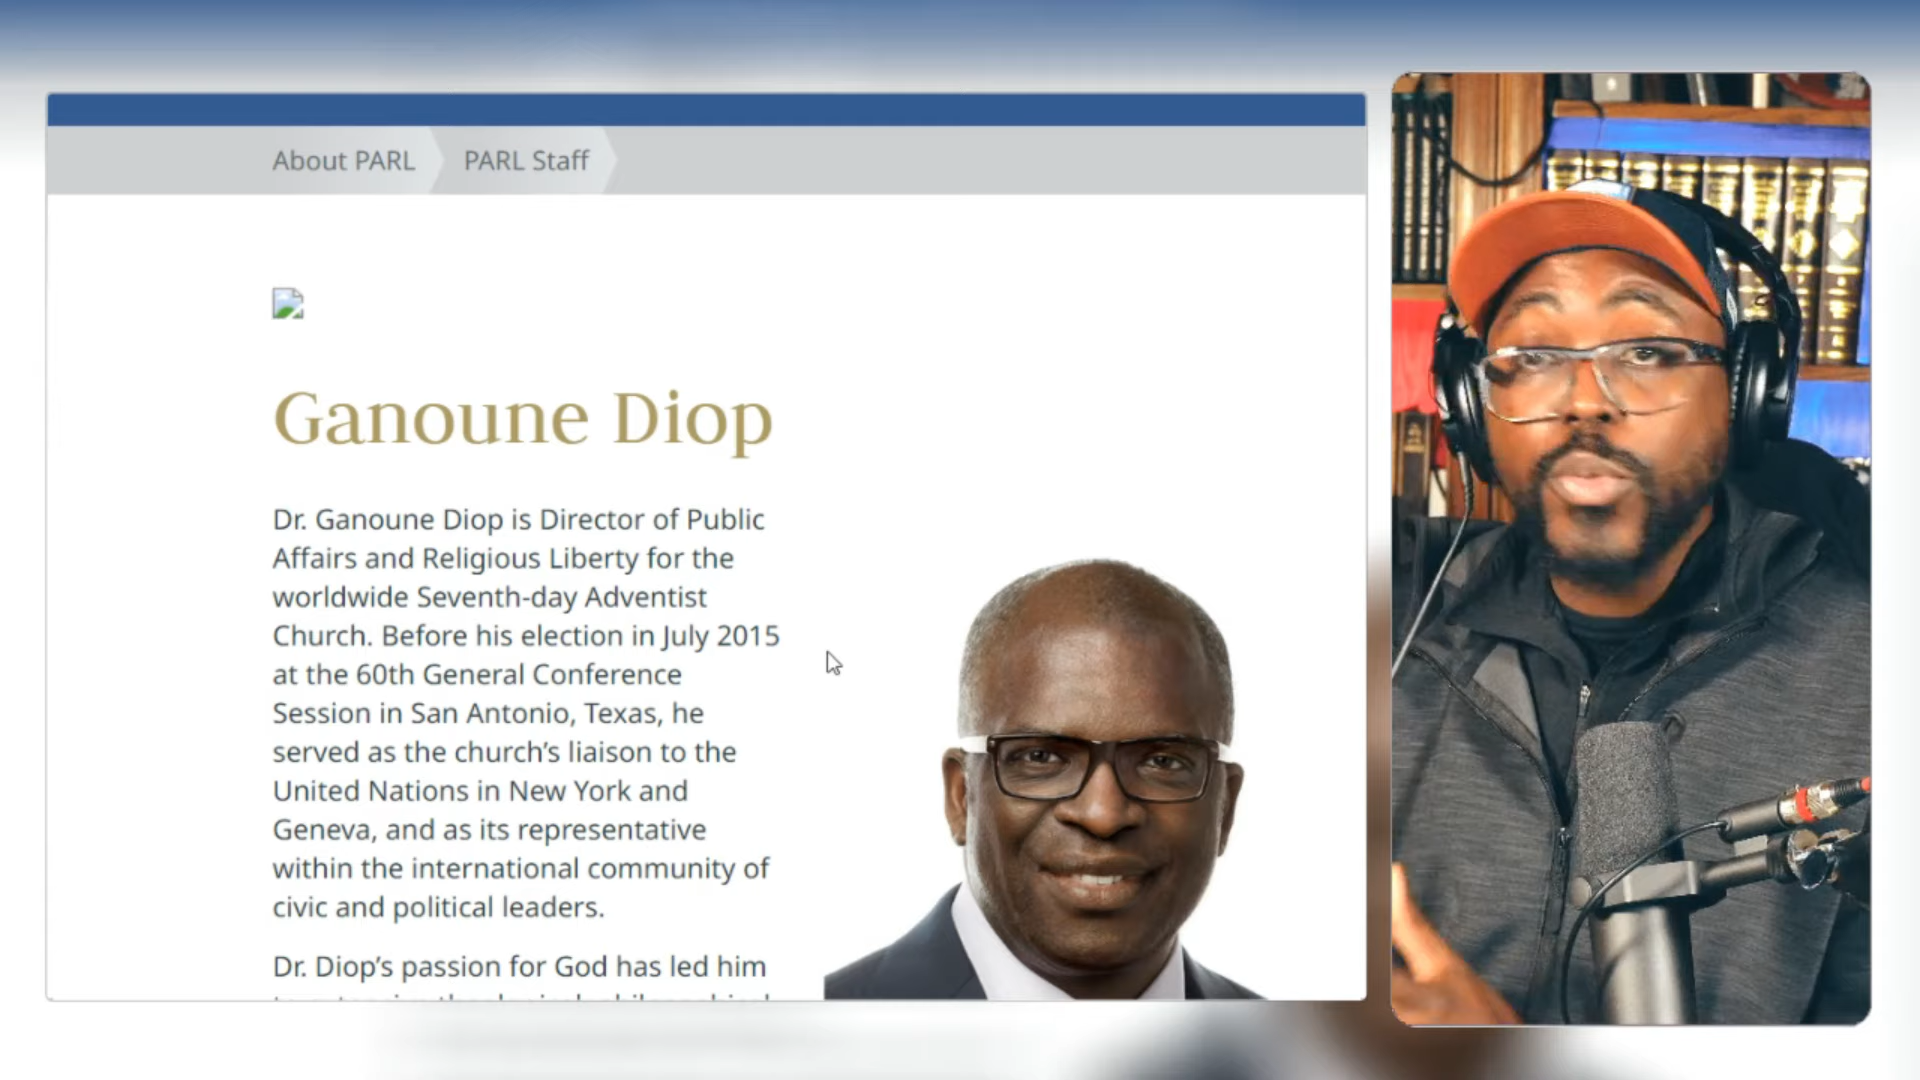 About PARL
PARL Staff
Ganoune Diop
Dr. Ganoune Diop is Director of Public
Affairs and Religious Liberty for the
worldwide Seventh-day Adventist
Church. Before his election in July 2015
at the 60th General Conference
Session in San Antonio, Texas, he
served as the church’s liaison to the
United Nations in New York and
Geneva, and as its representative
within the international community of
civic and political leaders.
Dr. Diop’s passion for God has led him